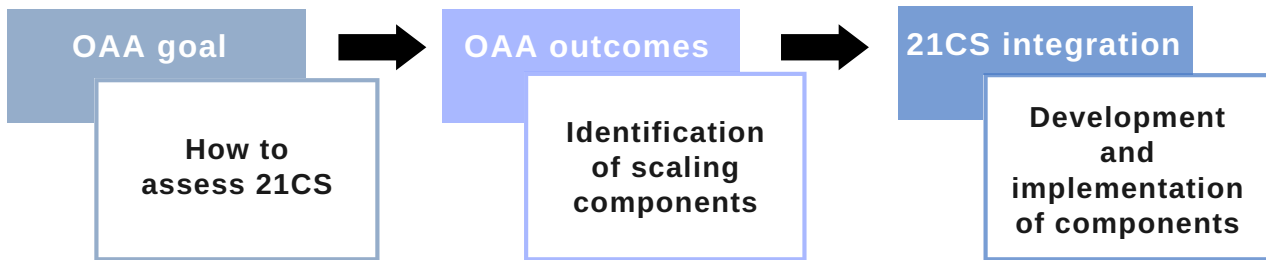 OAA goal
How to
assess 21CS
OAA outcomes
Identification
of scaling
components
21CS integration
Development
and
implementation
of components